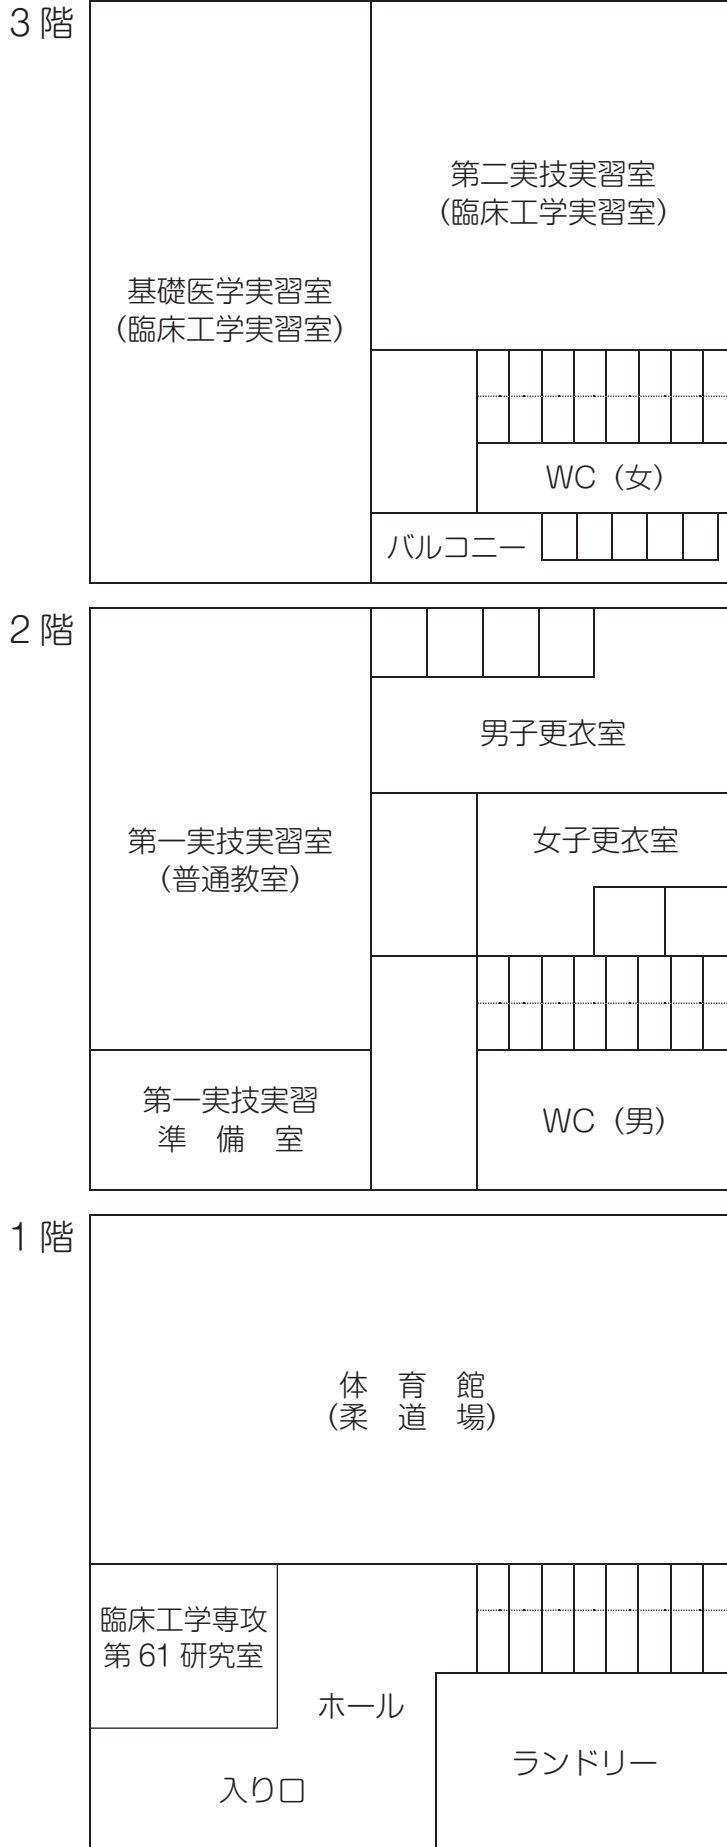 3階
第二実技実習室
(臨床工学実習室)
基礎医学実習室
(臨床工学実習室)
WC（女）
バルコニー
2階
男子更衣室
女子更衣室
第一実技実習室
(普通教室)
第一実技実習
準　備　室
WC（男）
1階
体　育　館
(柔　道　場)
臨床工学専攻
第61研究室
ホール
ランドリー
入り口